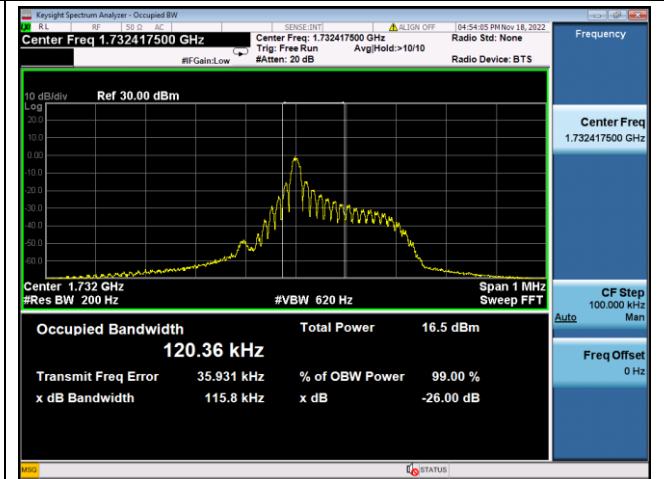 Keysight Spectrum Analyzer - Occupied BW
RL RF 50 Ω AC SENSE:INT ALIGN OFF 04:54:05 PM Nov 18, 2022
Center Freq 1.732417500 GHz Center Freq: 1.732417500 GHz Radio Std: None Frequency
Trig: Free Run Avg|Hold:>10/10
#IFGain:Low #Atten: 20 dB Radio Device: BTS
10 dB/div Ref 30.00 dBm
Log
20.0
10.0
0.00
-10.0
-20.0
-30.0
-40.0
-50.0
-60.0
Center 1.732 GHz Span 1 MHz
#Res BW 200 Hz #VBW 620 Hz Sweep FFT
Occupied Bandwidth Total Power 16.5 dBm
120.36 kHz
Transmit Freq Error 35.931 kHz % of OBW Power 99.00 %
x dB Bandwidth 115.8 kHz x dB -26.00 dB
Center Freq
1.732417500 GHz
CF Step
100.000 kHz
Auto Man
Freq Offset
0 Hz
MSG STATUS